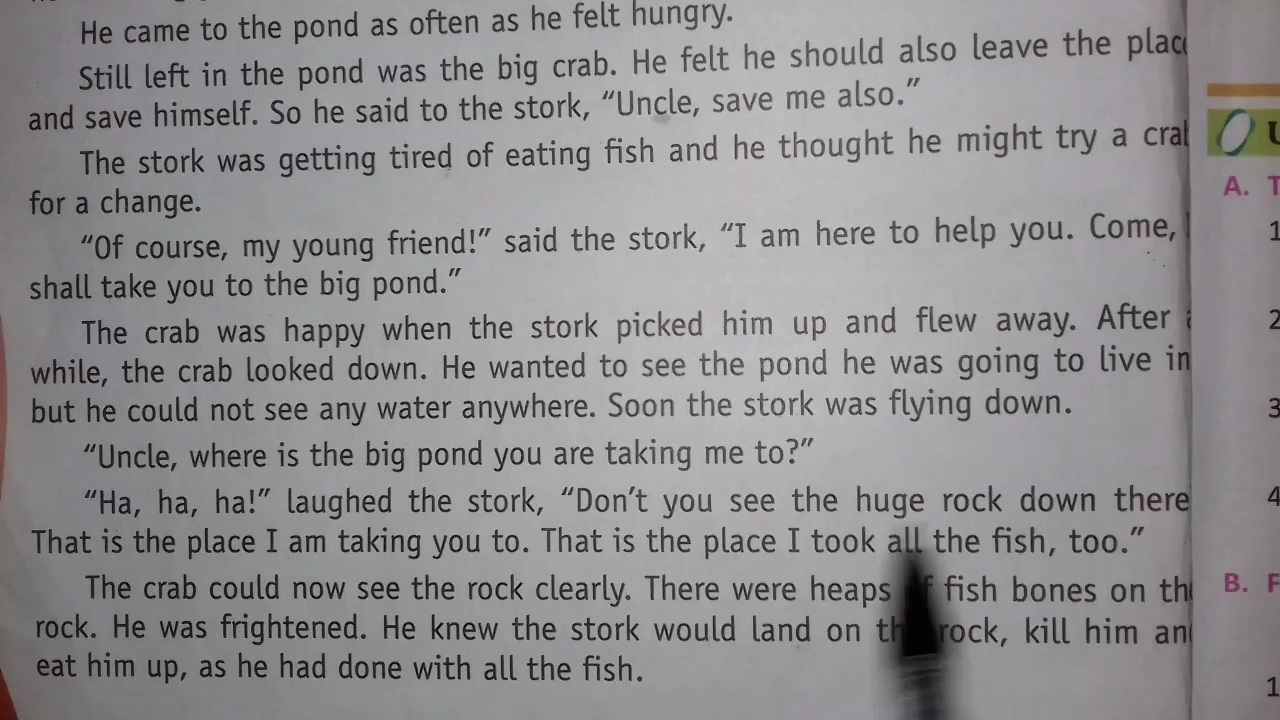 He came to the pond as often as he felt hungry.
Still left in the pond was the big crab. He felt he should also leave the place
and save himself. So he said to the stork, “Uncle, save me also.”
The stork was getting tired of eating fish and he thought he might try a crab
for a change.
“Of course, my young friend!” said the stork, “I am here to help you. Come,
shall take you to the big pond.”
The crab was happy when the stork picked him up and flew away. After a
while, the crab looked down. He wanted to see the pond he was going to live in
but he could not see any water anywhere. Soon the stork was flying down.
“Uncle, where is the big pond you are taking me to?”
“Ha, ha, ha!” laughed the stork, “Don’t you see the huge rock down there
That is the place I am taking you to. That is the place I took all the fish, too.”
The crab could now see the rock clearly. There were heaps of fish bones on the
rock. He was frightened. He knew the stork would land on the rock, kill him and
eat him up, as he had done with all the fish.
A.
1
2
3
4
B.
1